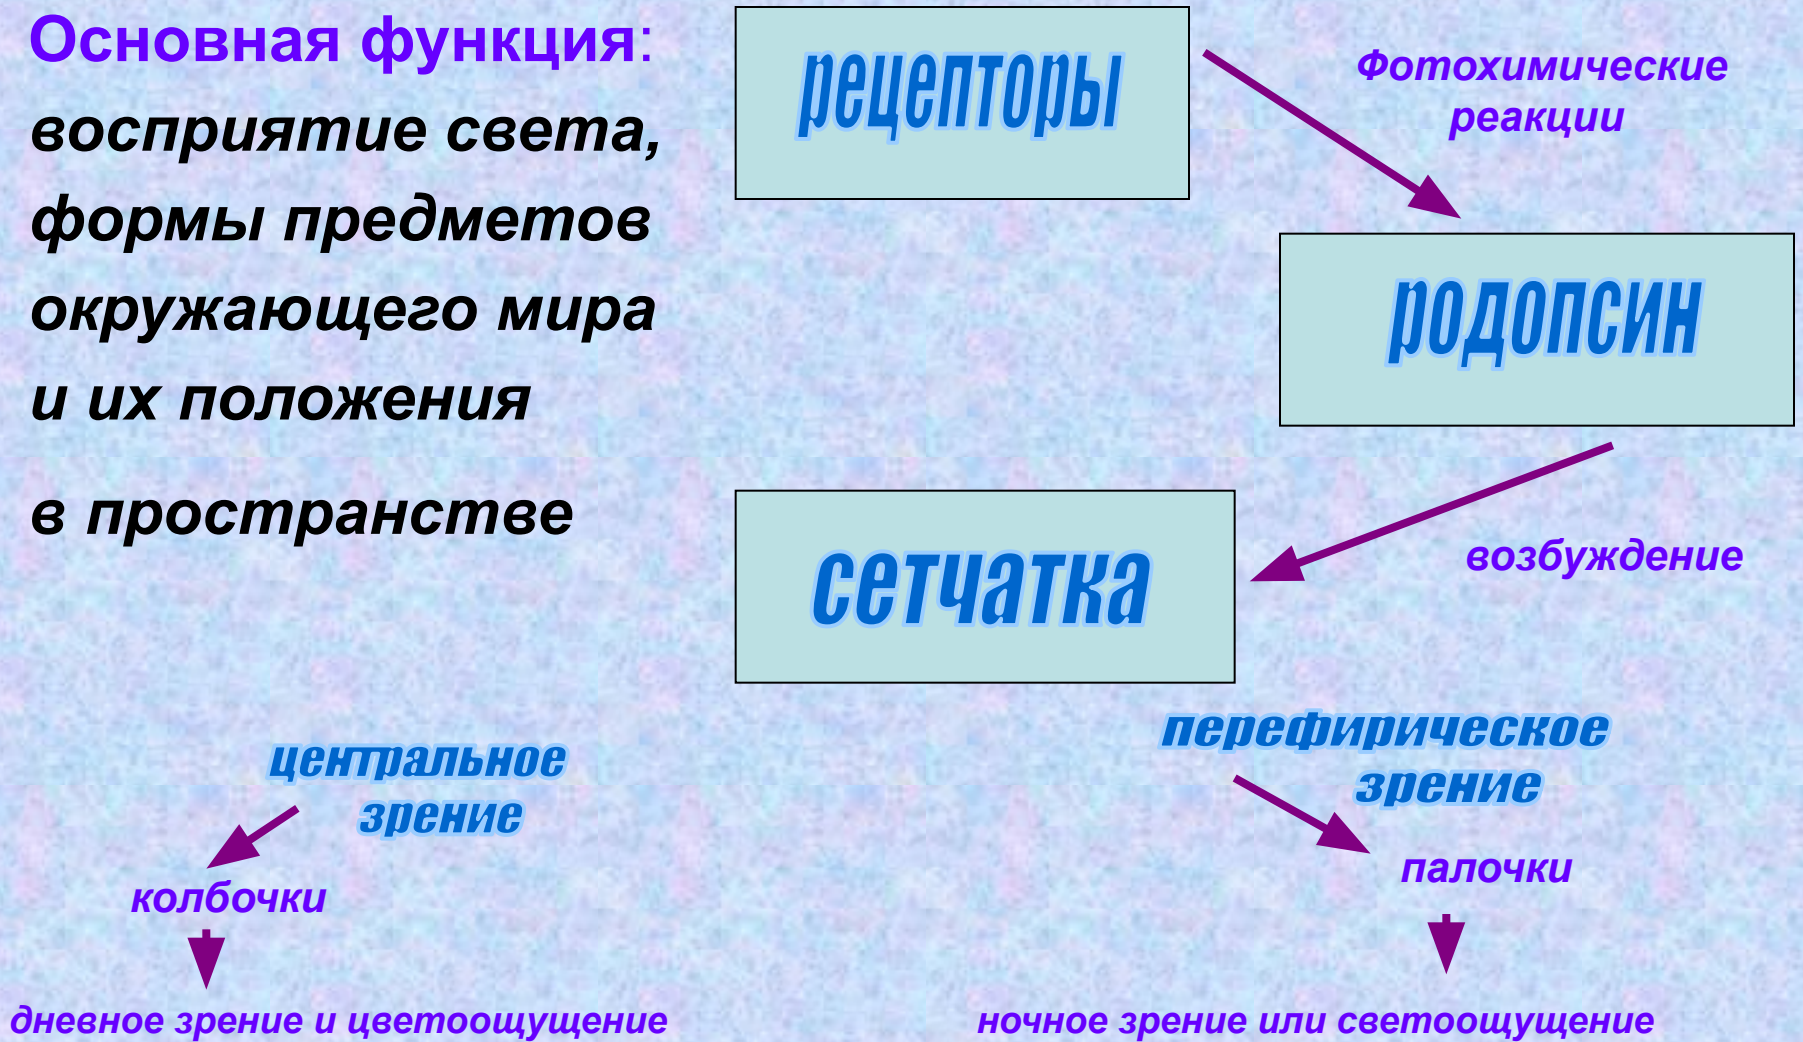 Основная функция:
восприятие света,
формы предметов
окружающего мира
и их положения
в пространстве
рецепторы
Фотохимические
реакции
родопсин
возбуждение
сетчатка
центральное
зрение
колбочки
дневное зрение и цветоощущение
перефирическое
зрение
палочки
ночное зрение или светоощущение